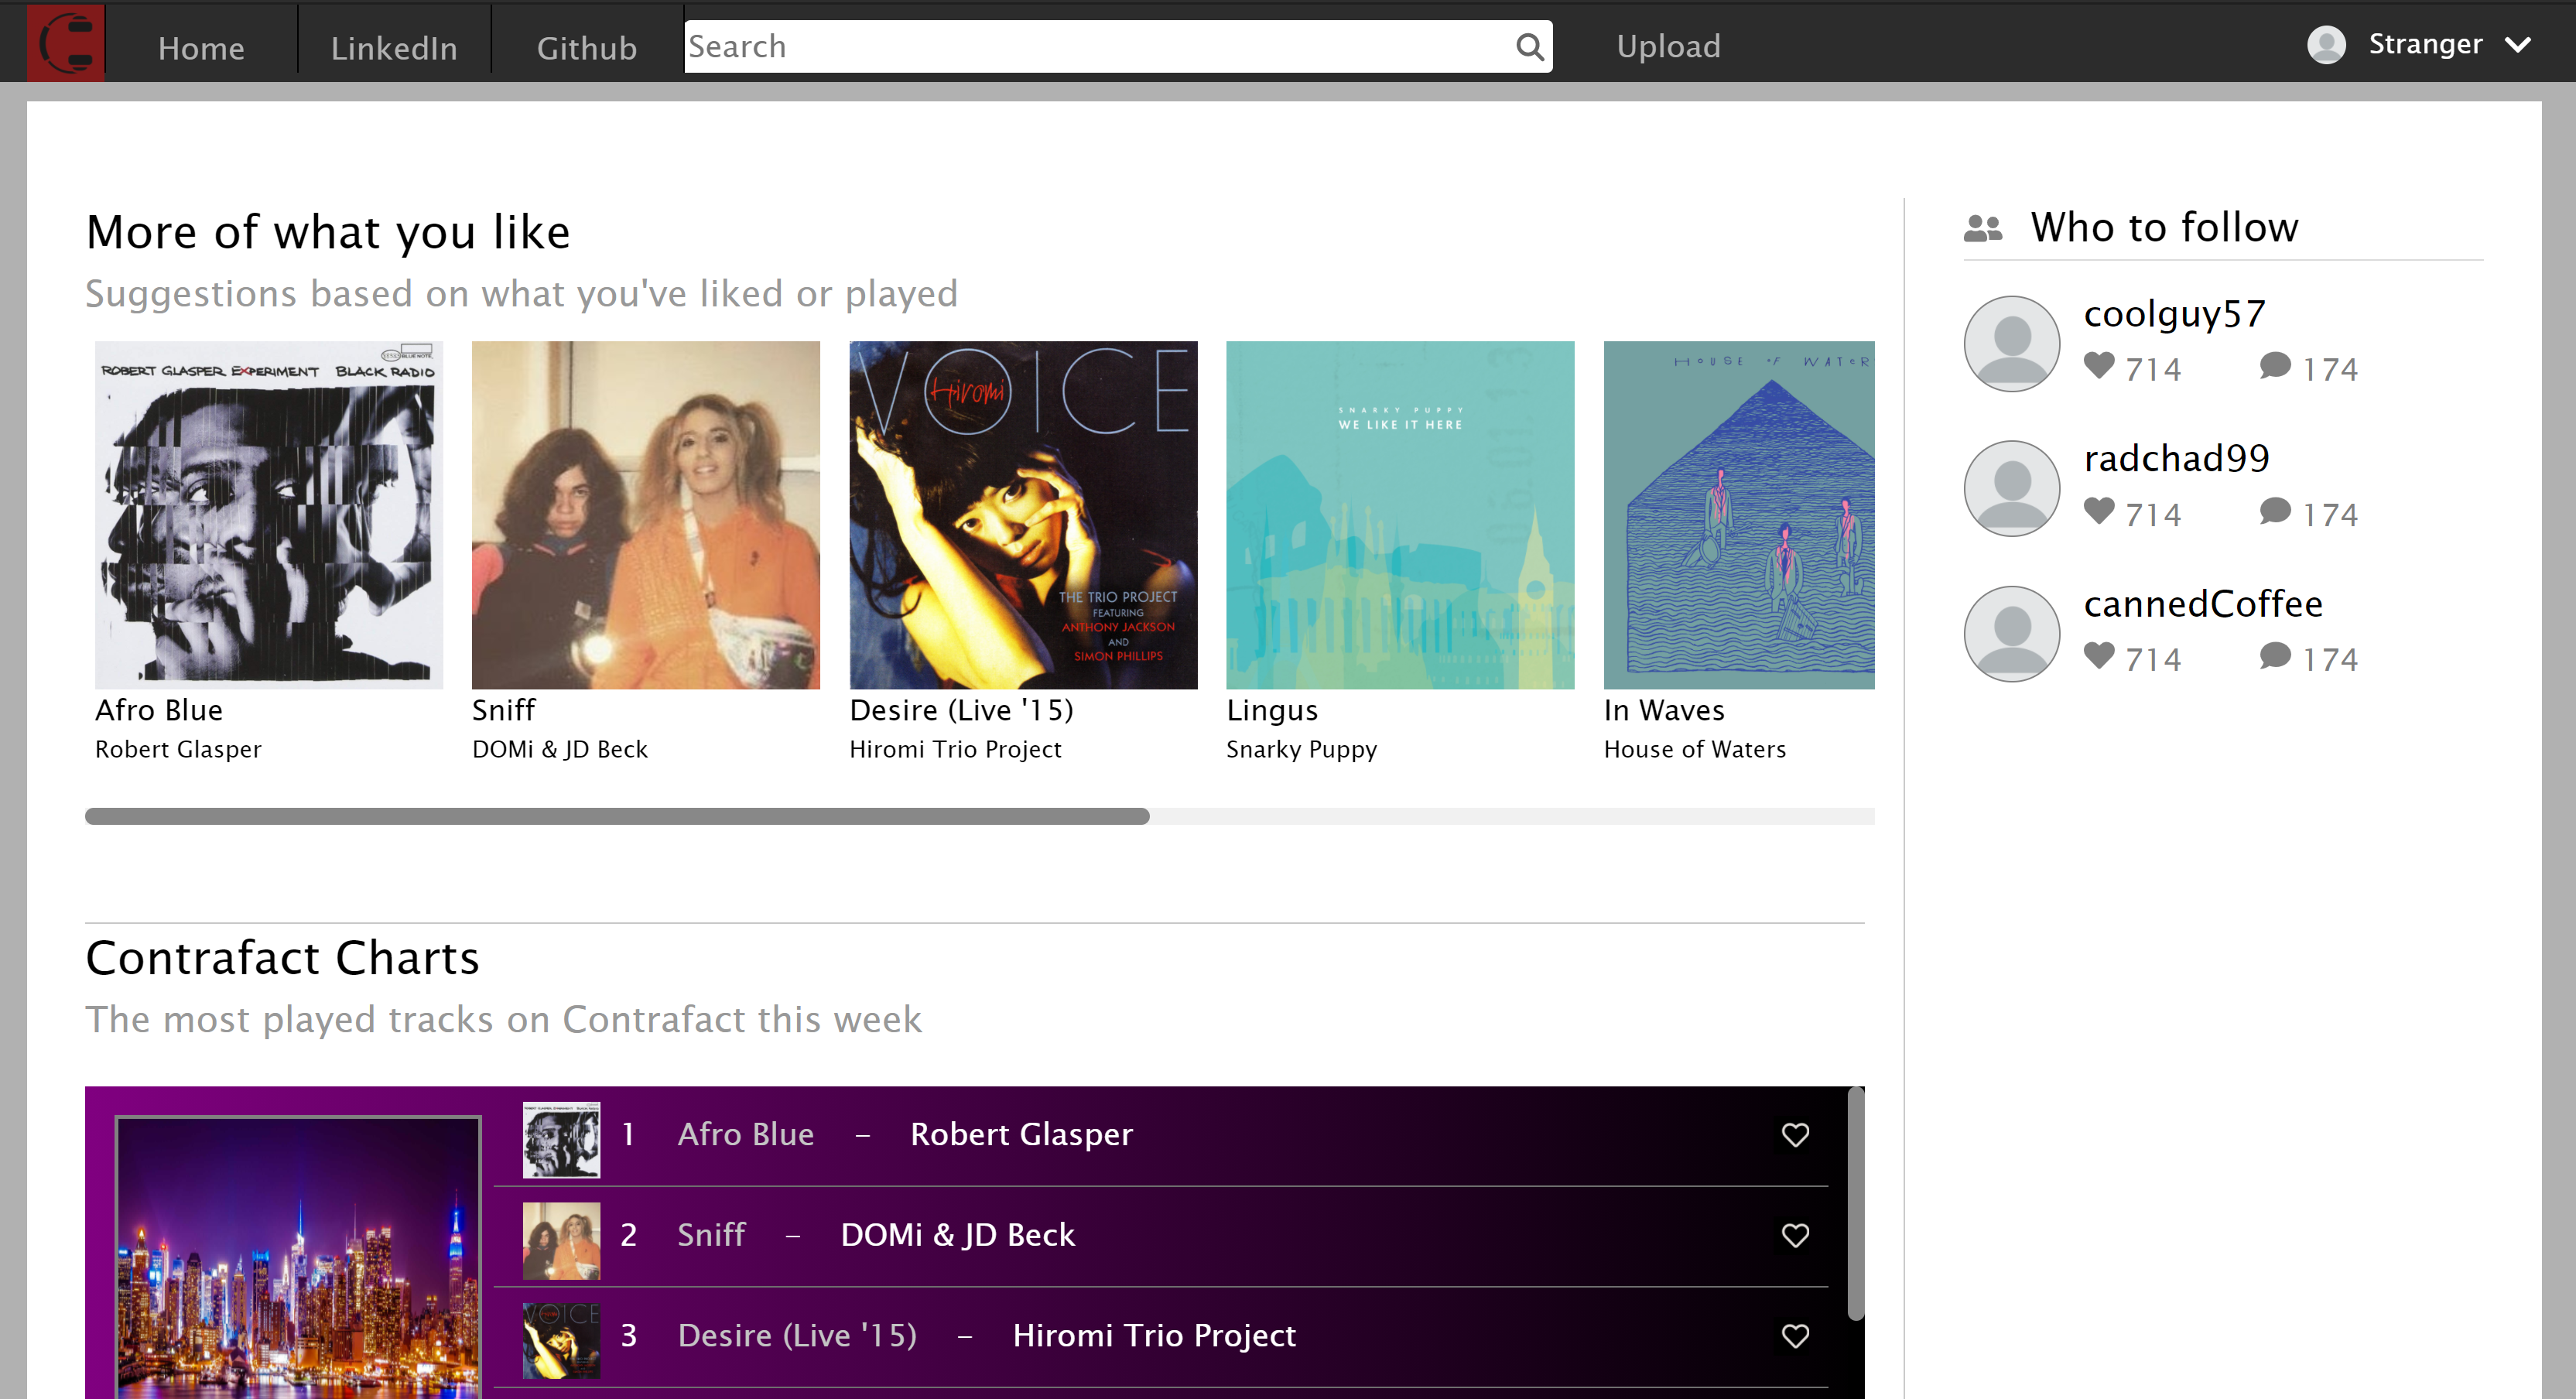 Home LinkedIn Github Search Upload Stranger
More of what you like
Suggestions based on what you've liked or played
ROBERT GLASPER EXPERIMENT BLACK RADIO
BLUE NOTE
Afro Blue
Robert Glasper
Sniff
DOMi & JD Beck
VOICE
Hiromi
THE TRIO PROJECT
FEATURING
ANTHONY JACKSON
AND
SIMON PHILLIPS
Desire (Live '15)
Hiromi Trio Project
SNARKY PUPPY
WE LIKE IT HERE
Lingus
Snarky Puppy
HOUSE OF WATER
In Waves
House of Waters
Who to follow
coolguy57
714 174
radchad99
714 174
cannedCoffee
714 174
Contrafact Charts
The most played tracks on Contrafact this week
1 Afro Blue – Robert Glasper
2 Sniff – DOMi & JD Beck
VOICE
3 Desire (Live '15) – Hiromi Trio Project